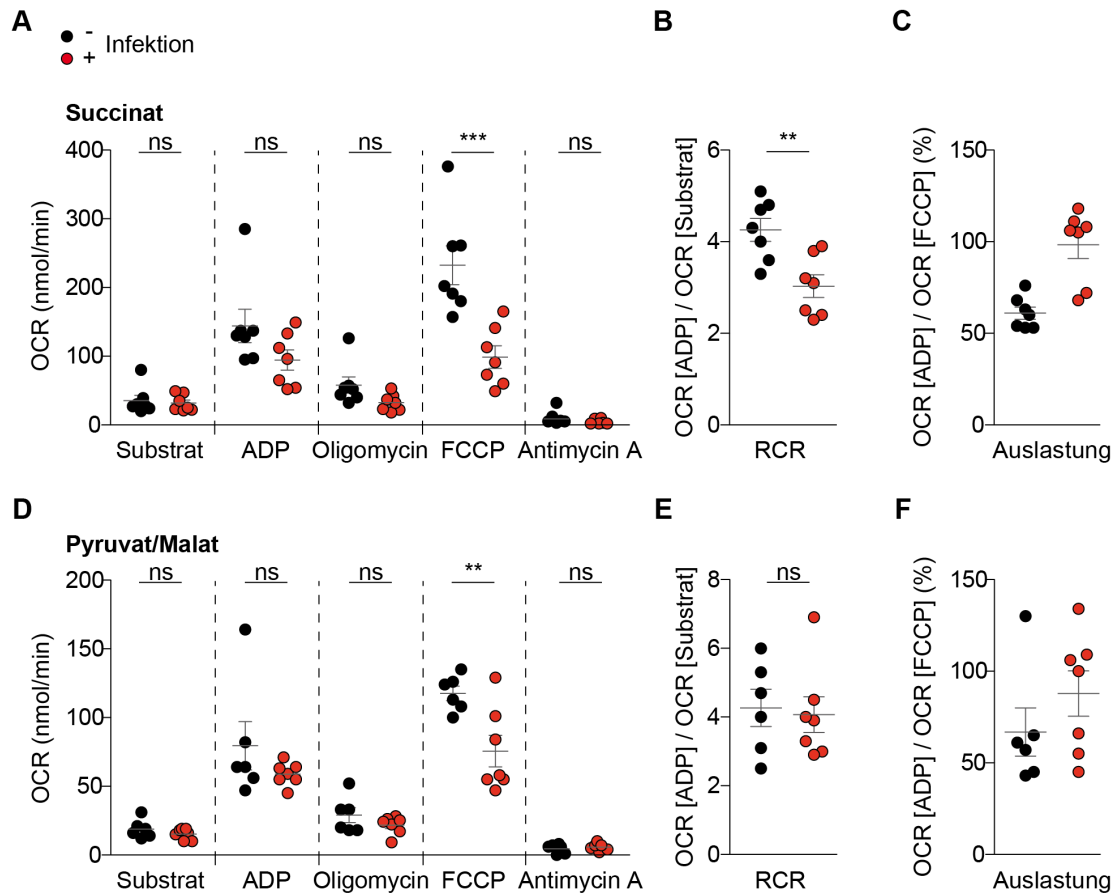 A
- Infektion
+
Succinat
ns ns ns *** ns
400
300
200
100
0
OCR (nmol/min)
Substrat ADP Oligomycin FCCP Antimycin A
B
**
6
4
2
0
OCR [ADP] / OCR [Substrat]
RCR
C
150
100
50
0
OCR [ADP] / OCR [FCCP] (%)
Auslastung
D
Pyruvat/Malat
ns ns ns ** ns
200
150
100
50
0
OCR (nmol/min)
Substrat ADP Oligomycin FCCP Antimycin A
E
ns
8
6
4
2
0
OCR [ADP] / OCR [Substrat]
RCR
F
150
100
50
0
OCR [ADP] / OCR [FCCP] (%)
Auslastung